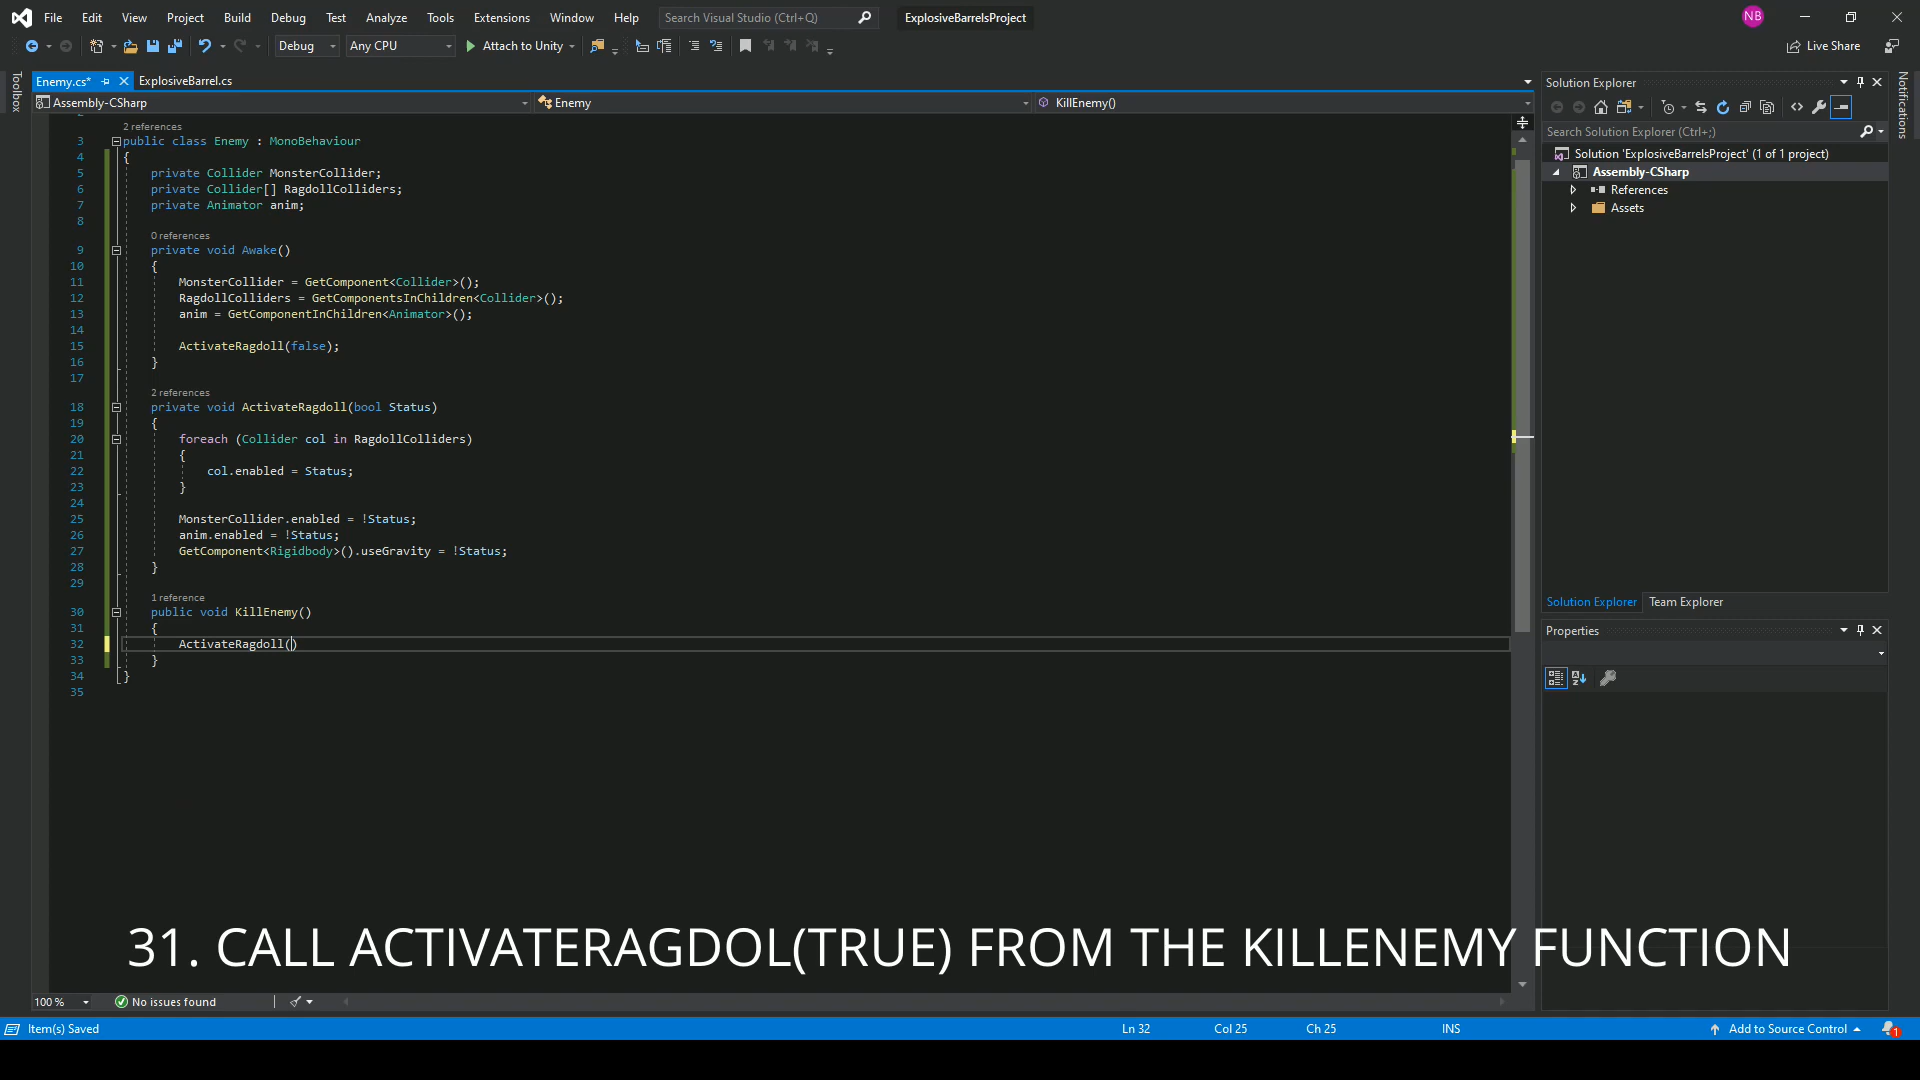 File Edit View Project Build Debug Test Analyze Tools Extensions Window Help Search Visual Studio (Ctrl+Q) ExplosiveBarrelsProject NB
Debug Any CPU Attach to Unity Live Share
Toolbox
Enemy.cs* ExplosiveBarrel.cs
Assembly-CSharp Enemy KillEnemy()
2 references
3 public class Enemy : MonoBehaviour
4 {
5 private Collider MonsterCollider;
6 private Collider[] RagdollColliders;
7 private Animator anim;
8
0 references
9 private void Awake()
10 {
11 MonsterCollider = GetComponent<Collider>();
12 RagdollColliders = GetComponentsInChildren<Collider>();
13 anim = GetComponentInChildren<Animator>();
14
15 ActivateRagdoll(false);
16 }
17
2 references
18 private void ActivateRagdoll(bool Status)
19 {
20 foreach (Collider col in RagdollColliders)
21 {
22 col.enabled = Status;
23 }
24
25 MonsterCollider.enabled = !Status;
26 anim.enabled = !Status;
27 GetComponent<Rigidbody>().useGravity = !Status;
28 }
29
1 reference
30 public void KillEnemy()
31 {
32 ActivateRagdoll()
33 }
34 }
35
Solution Explorer
Search Solution Explorer (Ctrl+;)
Solution 'ExplosiveBarrelsProject' (1 of 1 project)
Assembly-CSharp
References
Assets
Solution Explorer Team Explorer
Properties
Notifications
31. CALL ACTIVATERAGDOL(TRUE) FROM THE KILLENEMY FUNCTION
100 % No issues found
Item(s) Saved Ln 32 Col 25 Ch 25 INS Add to Source Control 1